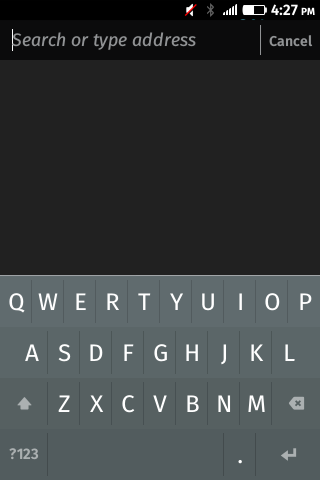 4:27 PM
Search or type address Cancel
Q W E R T Y U I O P
A S D F G H J K L
Z X C V B N M
?123 .